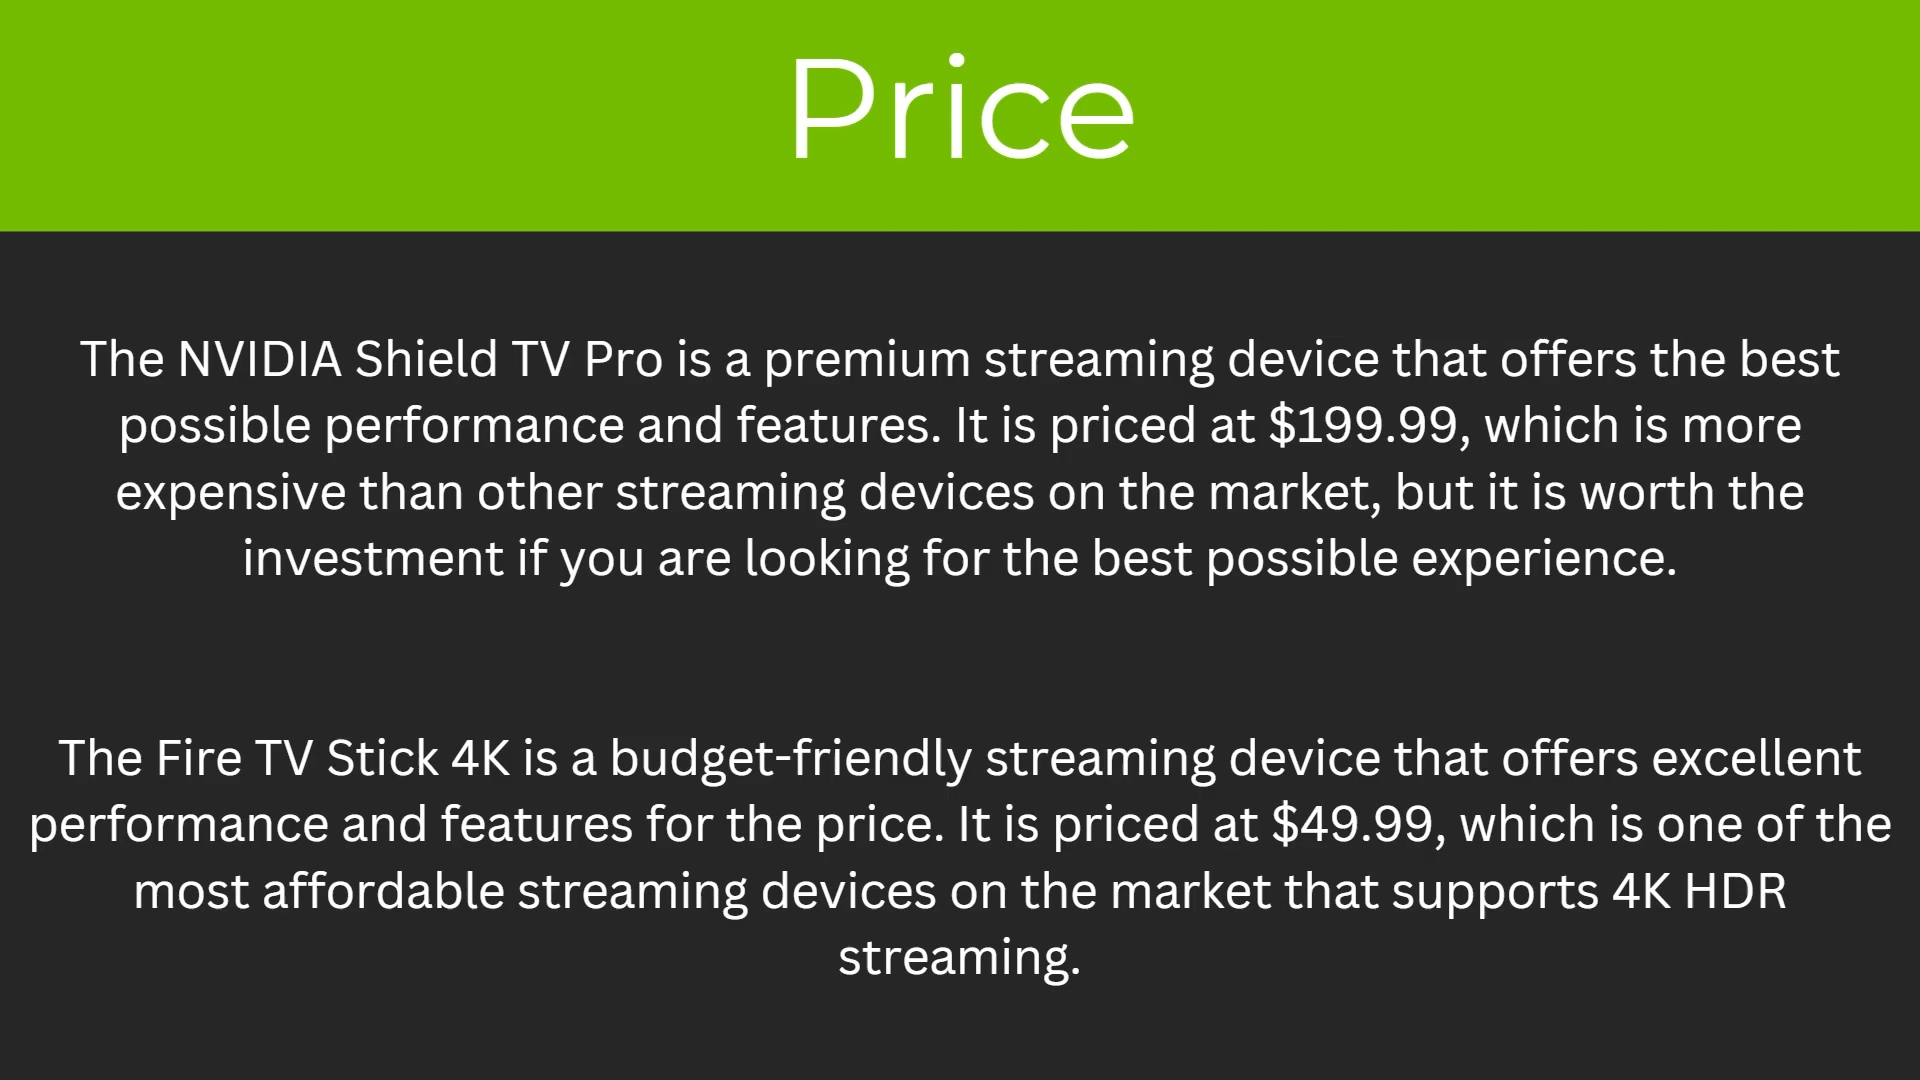 Price
The NVIDIA Shield TV Pro is a premium streaming device that offers the best
possible performance and features. It is priced at $199.99, which is more
expensive than other streaming devices on the market, but it is worth the
investment if you are looking for the best possible experience.
The Fire TV Stick 4K is a budget-friendly streaming device that offers excellent
performance and features for the price. It is priced at $49.99, which is one of the
most affordable streaming devices on the market that supports 4K HDR
streaming.